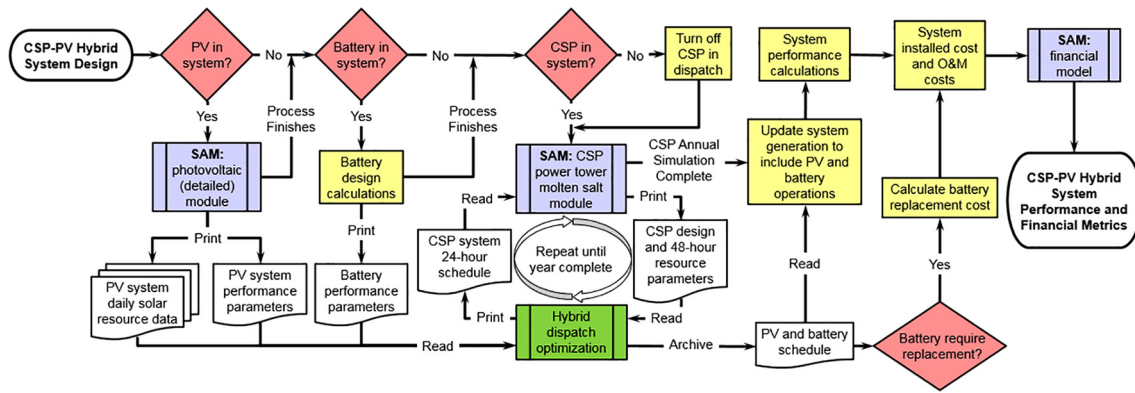 CSP-PV Hybrid
System Design
PV in
system?
No
Battery in
system?
No
CSP in
system?
No
Turn off
CSP in
dispatch
System
performance
calculations
System
installed cost
and O&M
costs
SAM:
financial
model
Yes
Process
Finishes
Yes
Process
Finishes
Yes
SAM:
photovoltaic
(detailed)
module
Battery
design
calculations
SAM: CSP
power tower
molten salt
module
CSP Annual
Simulation
Complete
Update system
generation to
include PV and
battery
operations
Calculate battery
replacement cost
CSP-PV Hybrid
System
Performance and
Financial Metrics
Print
Print
Read
Print
PV system
daily solar
resource data
PV system
performance
parameters
Battery
performance
parameters
CSP system
24-hour
schedule
Repeat until
year complete
CSP design
and 48-hour
resource
parameters
Read
Yes
Print
Read
Read
Hybrid
dispatch
optimization
Archive
PV and battery
schedule
Battery require
replacement?